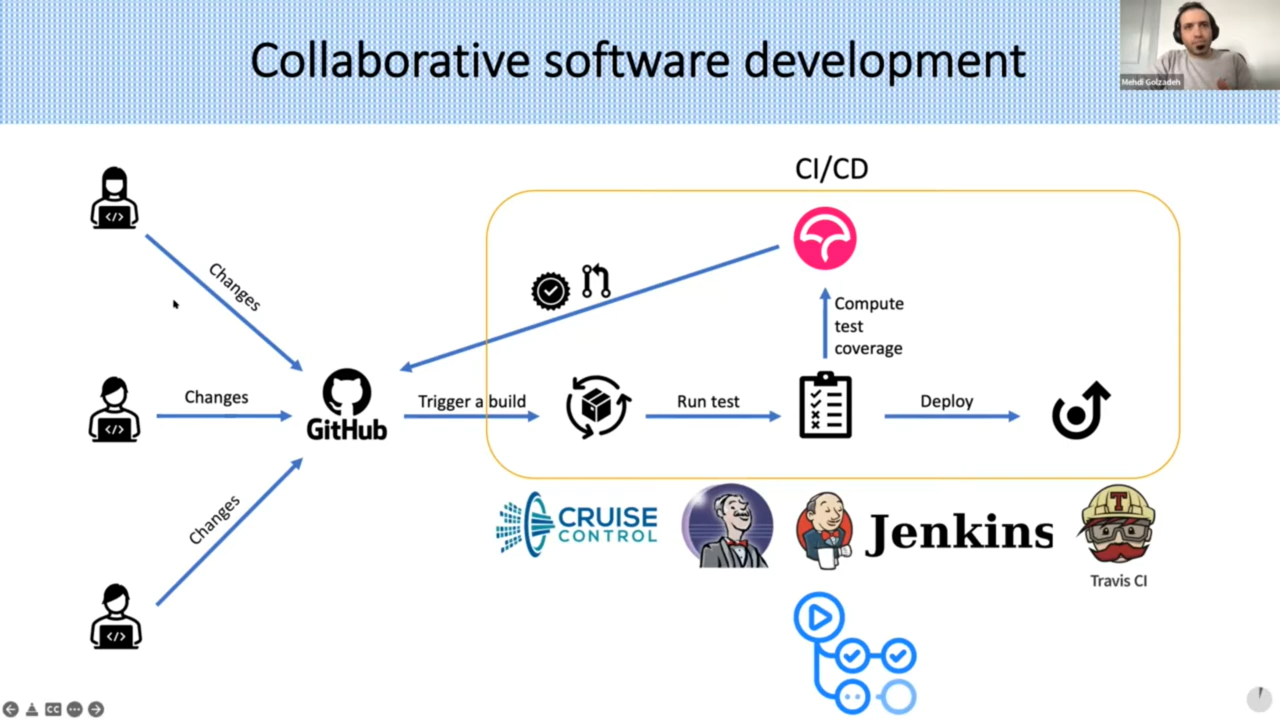 Collaborative software development
Mehdi Golzadeh
CI/CD
Changes
Changes
Changes
GitHub
Trigger a build
Run test
Compute
test
coverage
Deploy
CRUISE
CONTROL
Jenkins
T
Travis CI
CC